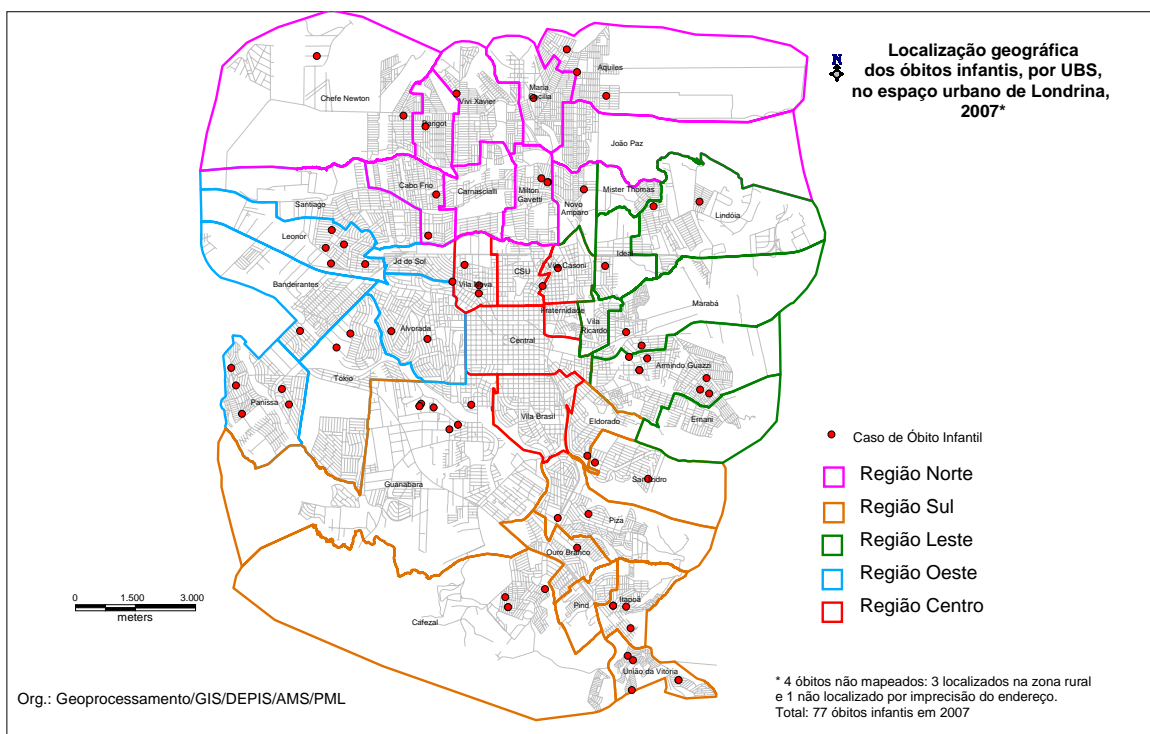 Localização geográfica
dos óbitos infantis, por UBS,
no espaço urbano de Londrina,
2007*
N
Aquiles
Maria
Cecilia
Vivi Xavier
Chefe Newton
Parigot
João Paz
Cabo Frio
Carnascialli
Milton
Gavetti
Novo
Amparo
Mister Thomas
Lindóia
Santiago
Leonor
Jd do Sol
Vila Nova
CSU
Vila Casoni
Ideal
Bandeirantes
Marabá
Fraternidade
Vila
Ricardo
Alvorada
Central
Armindo Guazzi
Tókio
Panissa
Vila Brasil
Eldorado
Ernani
Guanabara
San Izidro
Piza
Ouro Branco
Pind
Itapoã
Cafezal
União da Vitória
Caso de Óbito Infantil
Região Norte
Região Sul
Região Leste
Região Oeste
Região Centro
0 1.500 3.000
meters
Org.: Geoprocessamento/GIS/DEPIS/AMS/PML
* 4 óbitos não mapeados: 3 localizados na zona rural
e 1 não localizado por imprecisão do endereço.
Total: 77 óbitos infantis em 2007